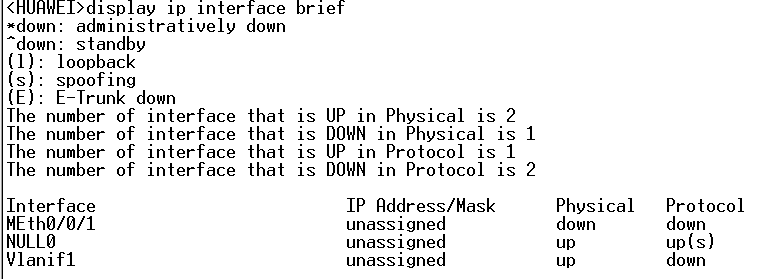 <HUAWEI>display ip interface brief
*down: administratively down
^down: standby
(l): loopback
(s): spoofing
(E): E-Trunk down
The number of interface that is UP in Physical is 2
The number of interface that is DOWN in Physical is 1
The number of interface that is UP in Protocol is 1
The number of interface that is DOWN in Protocol is 2

Interface                         IP Address/Mask      Physical   Protocol
MEth0/0/1                         unassigned           down       down
NULL0                             unassigned           up         up(s)
Vlanif1                           unassigned           up         down